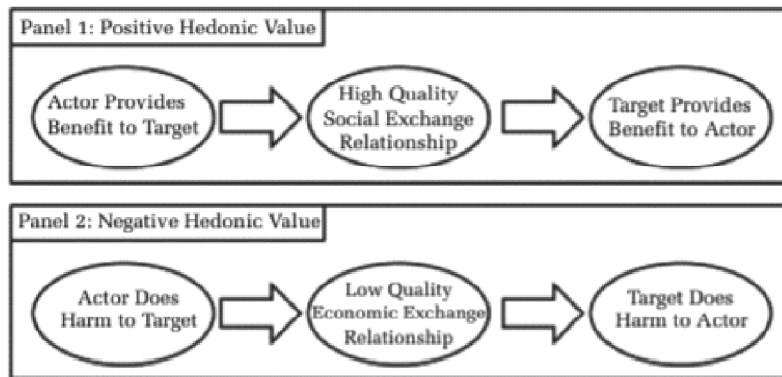 Panel 1: Positive Hedonic Value
Actor Provides
Benefit to Target
High Quality
Social Exchange
Relationship
Target Provides
Benefit to Actor
Panel 2: Negative Hedonic Value
Actor Does
Harm to Target
Low Quality
Economic Exchange
Relationship
Target Does
Harm to Actor